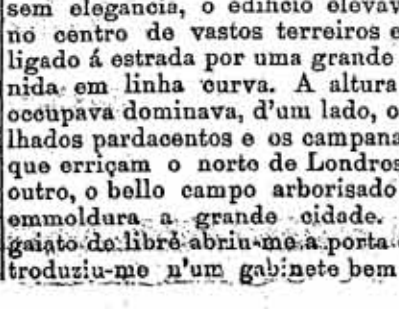 sem elegancia, o edificio elevav
no centro de vastos terreiros e
ligado á estrada por uma grande
nida em linha curva. A altura
occupava dominava, d'um lado, o
lhados pardacentos e os campana
que erriçam o norte de Londres
outro, o bello campo arborisado
emmoldura a grande cidade.
gaiato de libré abriu-me a porta
troduziu-me n'um gabinete bem